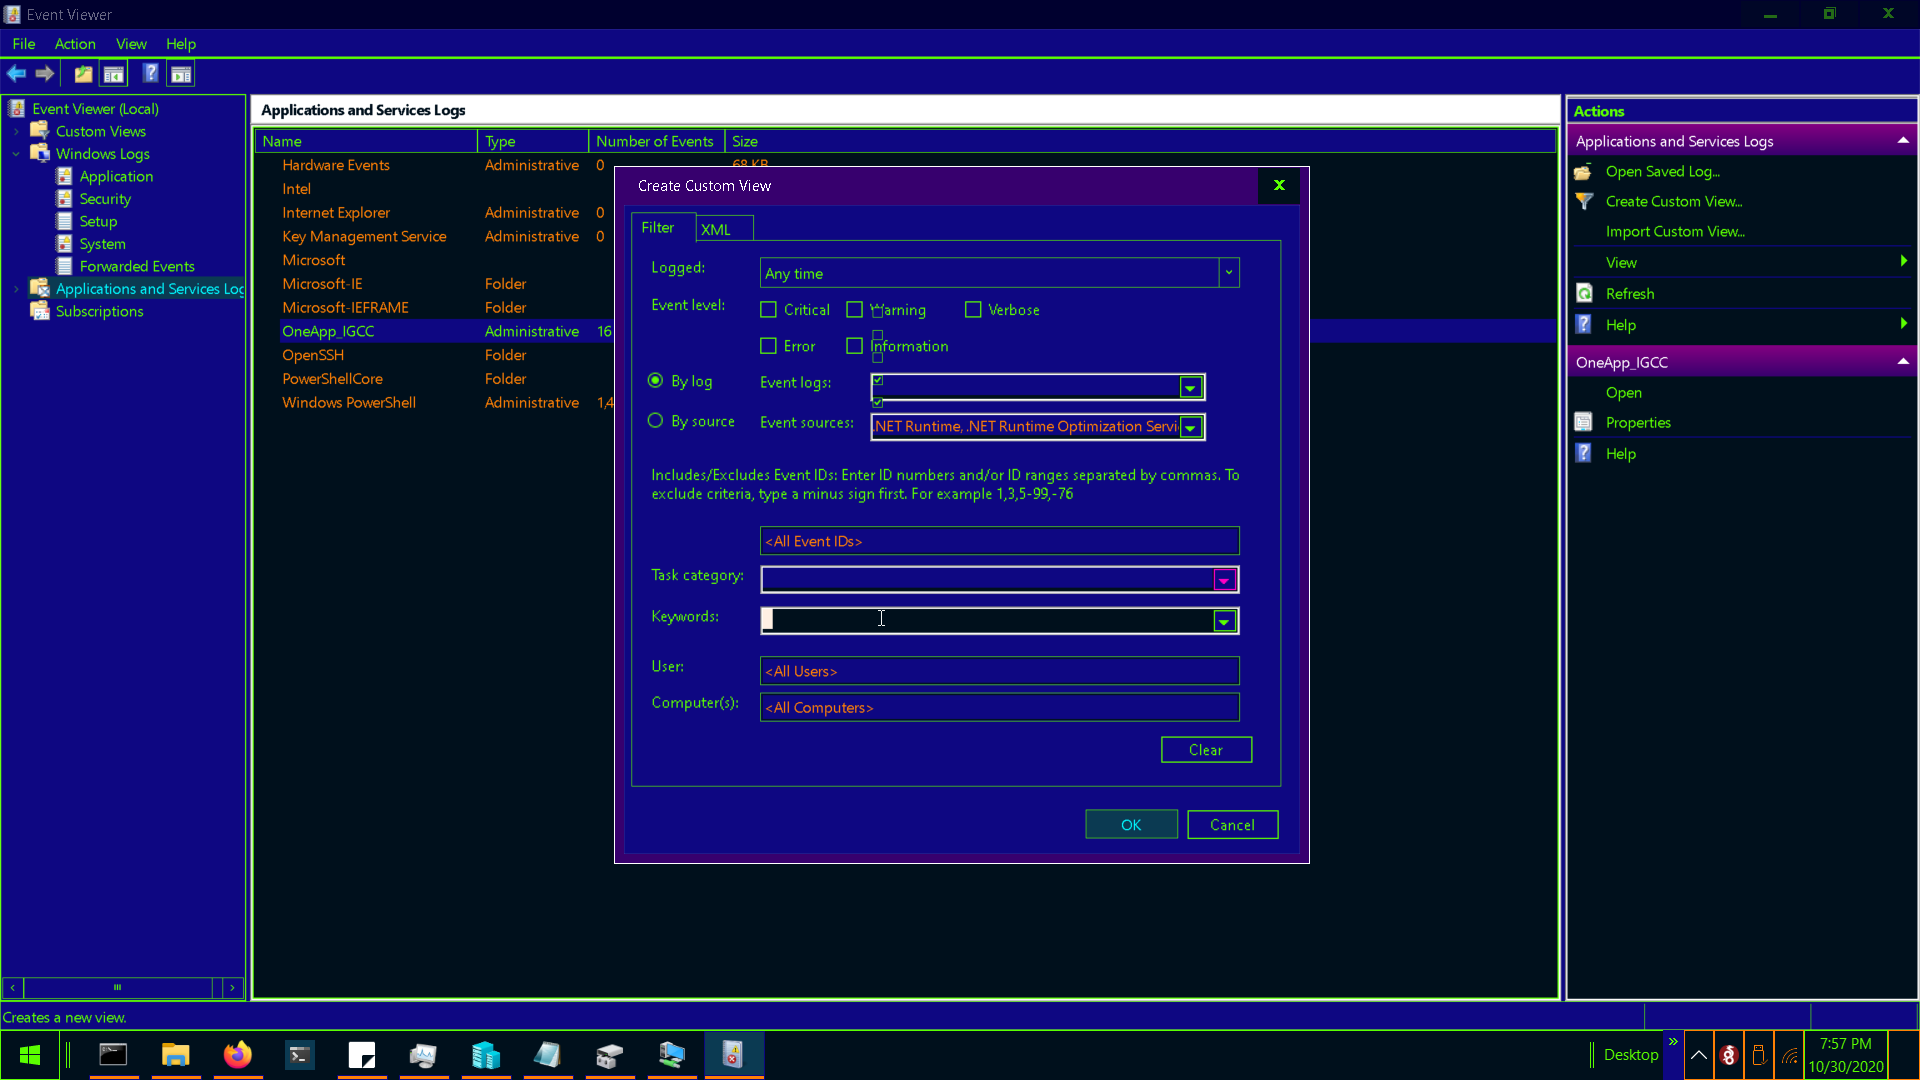 Event Viewer
File Action View Help
Event Viewer (Local)
Custom Views
Windows Logs
Application
Security
Setup
System
Forwarded Events
Applications and Services Log
Subscriptions
Applications and Services Logs
Name Type Number of Events Size
Hardware Events Administrative 0 68 KB
Intel
Internet Explorer Administrative 0
Key Management Service Administrative 0
Microsoft
Microsoft-IE Folder
Microsoft-IEFRAME Folder
OneApp_IGCC Administrative 16
OpenSSH Folder
PowerShellCore Folder
Windows PowerShell Administrative 1,4
Create Custom View
X
Filter XML
Logged: Any time
Event level: Critical Warning Verbose
Error Information
By log Event logs:
By source Event sources: .NET Runtime, .NET Runtime Optimization Servi
Includes/Excludes Event IDs: Enter ID numbers and/or ID ranges separated by commas. To
exclude criteria, type a minus sign first. For example 1,3,5-99,-76
<All Event IDs>
Task category:
Keywords:
User: <All Users>
Computer(s): <All Computers>
Clear
OK Cancel
Actions
Applications and Services Logs
Open Saved Log...
Create Custom View...
Import Custom View...
View
Refresh
Help
OneApp_IGCC
Open
Properties
Help
Creates a new view.
Desktop
7:57 PM
10/30/2020